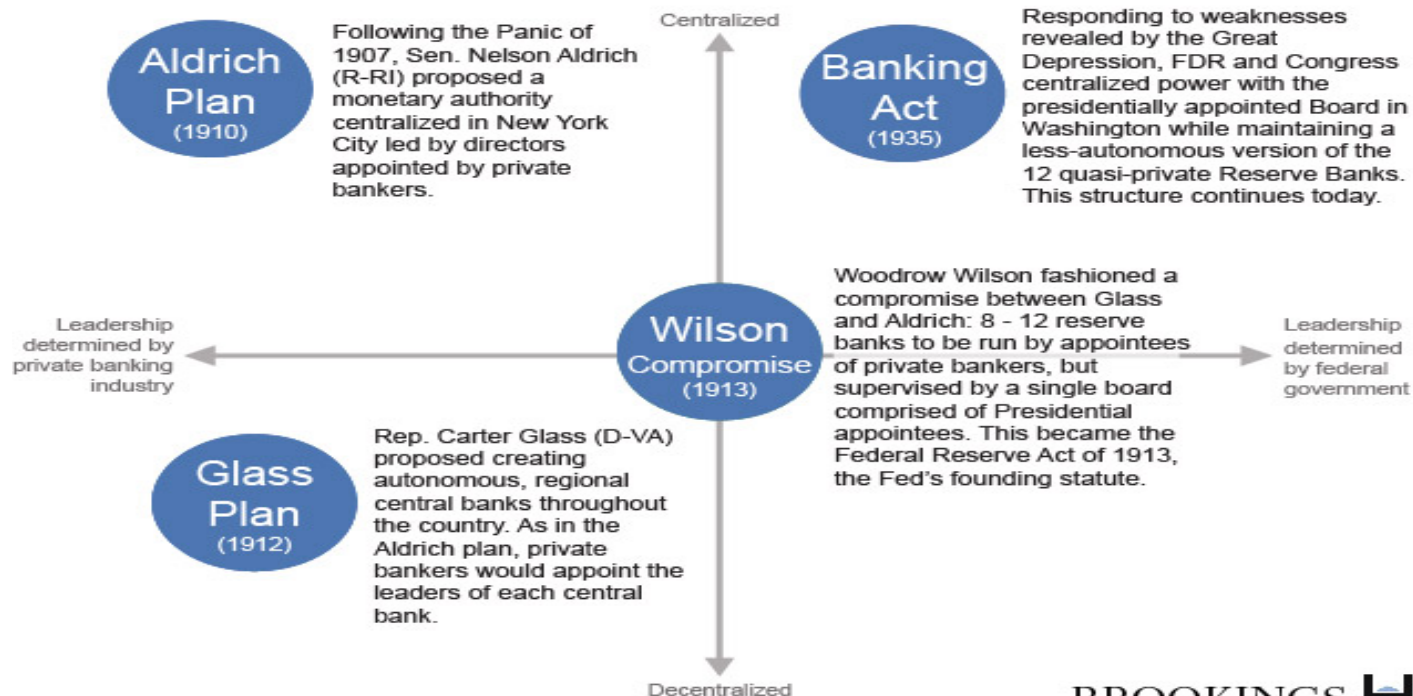 Centralized
Aldrich
Plan
(1910)
Following the Panic of
1907, Sen. Nelson Aldrich
(R-RI) proposed a
monetary authority
centralized in New York
City led by directors
appointed by private
bankers.
Banking
Act
(1935)
Responding to weaknesses
revealed by the Great
Depression, FDR and Congress
centralized power with the
presidentially appointed Board in
Washington while maintaining a
less-autonomous version of the
12 quasi-private Reserve Banks.
This structure continues today.
Leadership
determined by
private banking
industry
Wilson
Compromise
(1913)
Woodrow Wilson fashioned a
compromise between Glass
and Aldrich: 8 - 12 reserve
banks to be run by appointees
of private bankers, but
supervised by a single board
comprised of Presidential
appointees. This became the
Federal Reserve Act of 1913,
the Fed's founding statute.
Leadership
determined
by federal
government
Glass
Plan
(1912)
Rep. Carter Glass (D-VA)
proposed creating
autonomous, regional
central banks throughout
the country. As in the
Aldrich plan, private
bankers would appoint the
leaders of each central
bank.
Decentralized
BROOKINGS